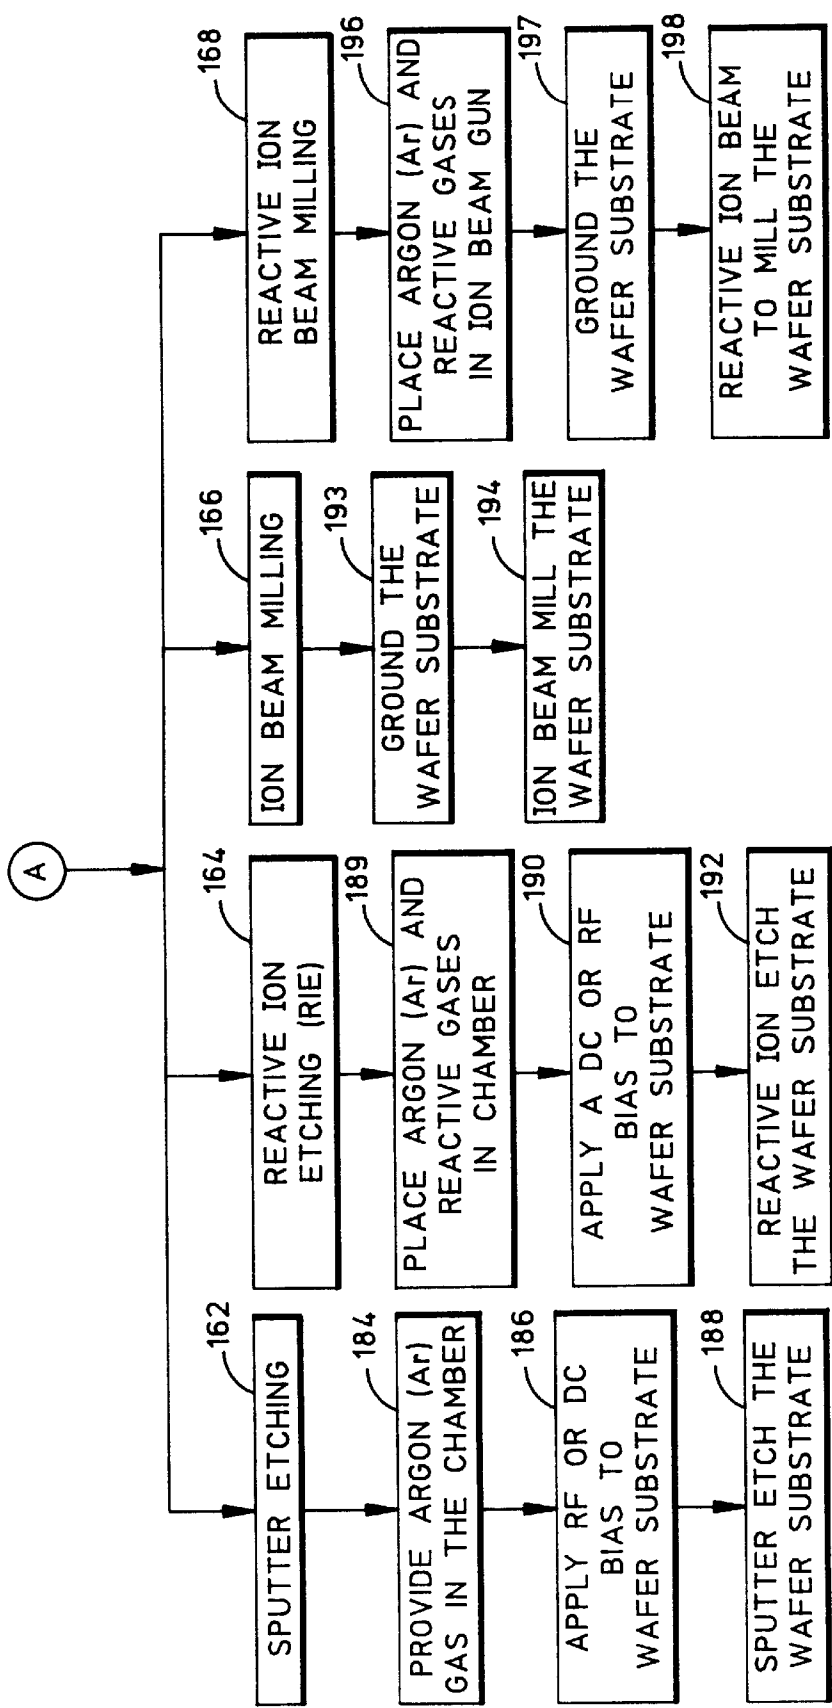 A
162
SPUTTER ETCHING
184
PROVIDE ARGON (Ar)
GAS IN THE CHAMBER
186
APPLY RF OR DC
BIAS TO
WAFER SUBSTRATE
188
SPUTTER ETCH THE
WAFER SUBSTRATE
164
REACTIVE ION
ETCHING (RIE)
189
PLACE ARGON (Ar) AND
REACTIVE GASES
IN CHAMBER
190
APPLY A DC OR RF
BIAS TO
WAFER SUBSTRATE
192
REACTIVE ION ETCH
THE WAFER SUBSTRATE
166
ION BEAM MILLING
193
GROUND THE
WAFER SUBSTRATE
194
ION BEAM MILL THE
WAFER SUBSTRATE
168
REACTIVE ION
BEAM MILLING
196
PLACE ARGON (Ar) AND
REACTIVE GASES
IN ION BEAM GUN
197
GROUND THE
WAFER SUBSTRATE
198
REACTIVE ION BEAM
TO MILL THE
WAFER SUBSTRATE